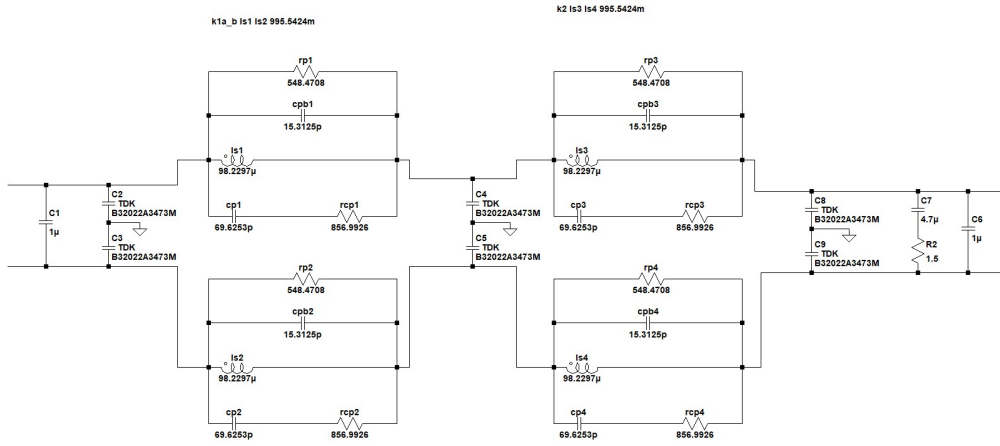 k1a_b ls1 ls2 995.5424m
k2 ls3 ls4 995.5424m
rp1
548.4708
cpb1
15.3125p
ls1
98.2297µ
cp1
69.6253p
rcp1
856.9926
rp3
548.4708
cpb3
15.3125p
ls3
98.2297µ
cp3
69.6253p
rcp3
856.9926
C1
1µ
C2
TDK
B32022A3473M
C3
TDK
B32022A3473M
C4
TDK
B32022A3473M
C5
TDK
B32022A3473M
C8
TDK
B32022A3473M
C9
TDK
B32022A3473M
C7
4.7µ
R2
1.5
C6
1µ
rp2
548.4708
cpb2
15.3125p
ls2
98.2297µ
cp2
69.6253p
rcp2
856.9926
rp4
548.4708
cpb4
15.3125p
ls4
98.2297µ
cp4
69.6253p
rcp4
856.9926